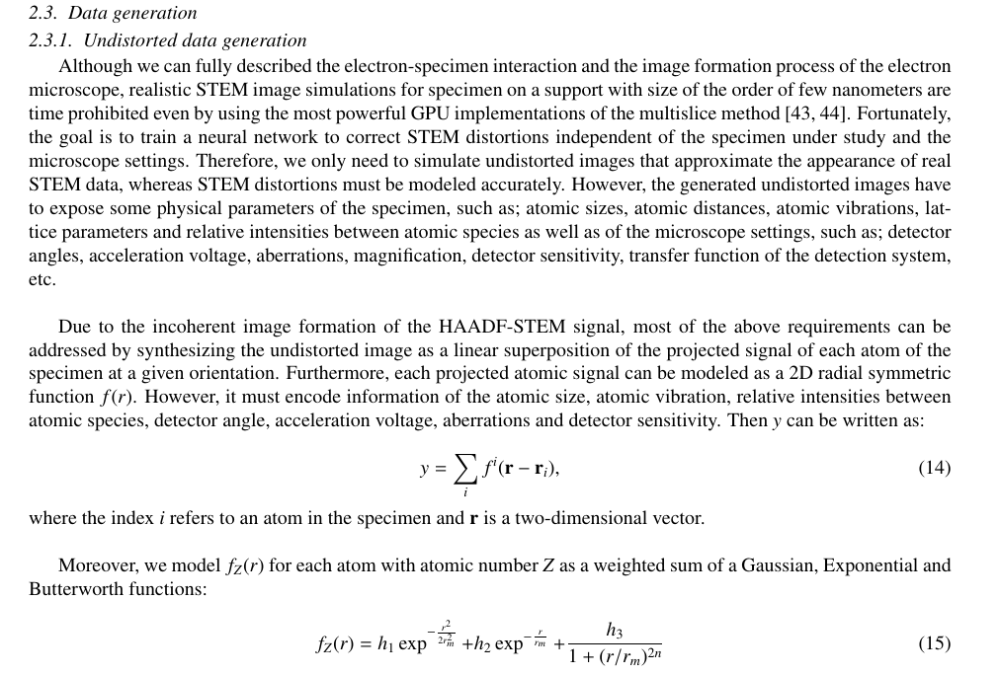 2.3. Data generation
2.3.1. Undistorted data generation
Although we can fully described the electron-specimen interaction and the image formation process of the electron
microscope, realistic STEM image simulations for specimen on a support with size of the order of few nanometers are
time prohibited even by using the most powerful GPU implementations of the multislice method [43, 44]. Fortunately,
the goal is to train a neural network to correct STEM distortions independent of the specimen under study and the
microscope settings. Therefore, we only need to simulate undistorted images that approximate the appearance of real
STEM data, whereas STEM distortions must be modeled accurately. However, the generated undistorted images have
to expose some physical parameters of the specimen, such as; atomic sizes, atomic distances, atomic vibrations, lat-
tice parameters and relative intensities between atomic species as well as of the microscope settings, such as; detector
angles, acceleration voltage, aberrations, magnification, detector sensitivity, transfer function of the detection system,
etc.
Due to the incoherent image formation of the HAADF-STEM signal, most of the above requirements can be
addressed by synthesizing the undistorted image as a linear superposition of the projected signal of each atom of the
specimen at a given orientation. Furthermore, each projected atomic signal can be modeled as a 2D radial symmetric
function f(r). However, it must encode information of the atomic size, atomic vibration, relative intensities between
atomic species, detector angle, acceleration voltage, aberrations and detector sensitivity. Then y can be written as:
y = ∑_i f^i(r − r_i), (14)
where the index i refers to an atom in the specimen and r is a two-dimensional vector.
Moreover, we model f_Z(r) for each atom with atomic number Z as a weighted sum of a Gaussian, Exponential and
Butterworth functions:
f_Z(r) = h_1 exp^{−r^2/(2r_m^2)} + h_2 exp^{−r/r_m} + h_3/(1 + (r/r_m)^{2n}) (15)